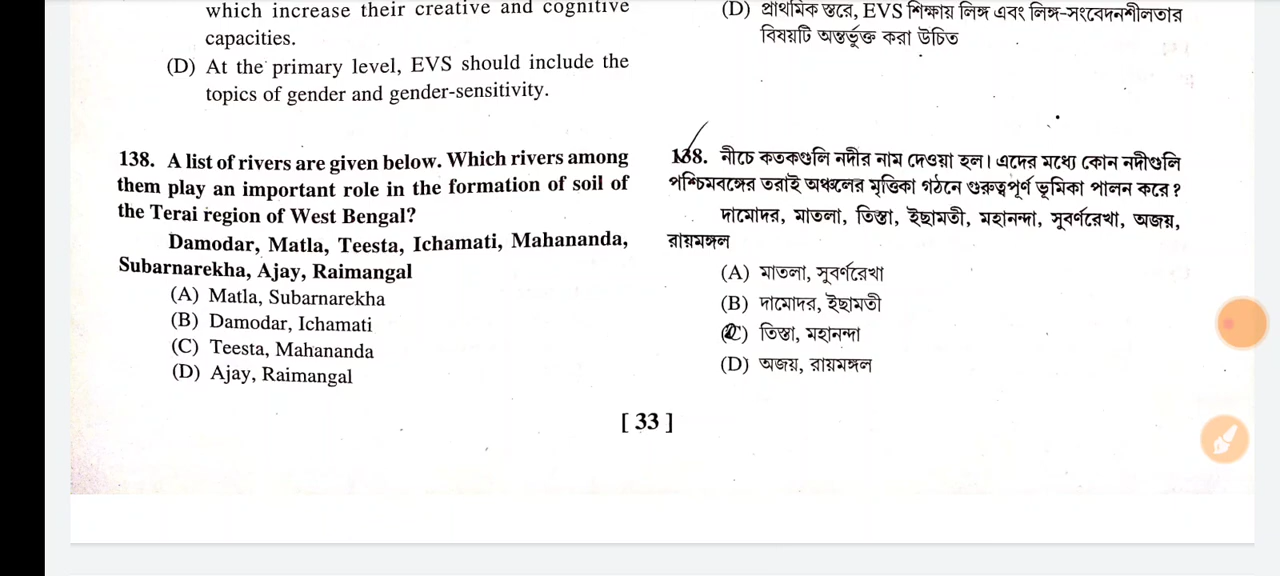 which increase their creative and cognitive
capacities.
(D) At the primary level, EVS should include the
topics of gender and gender-sensitivity.
138. A list of rivers are given below. Which rivers among
them play an important role in the formation of soil of
the Terai region of West Bengal?
Damodar, Matla, Teesta, Ichamati, Mahananda,
Subarnarekha, Ajay, Raimangal
(A) Matla, Subarnarekha
(B) Damodar, Ichamati
(C) Teesta, Mahananda
(D) Ajay, Raimangal
(D) প্রাথমিক স্তরে, EVS শিক্ষায় লিঙ্গ এবং লিঙ্গ-সংবেদনশীলতার
বিষয়টি অন্তর্ভুক্ত করা উচিত
138. নীচে কতকগুলি নদীর নাম দেওয়া হল। এদের মধ্যে কোন নদীগুলি
পশ্চিমবঙ্গের তরাই অঞ্চলের মৃত্তিকা গঠনে গুরুত্বপূর্ণ ভূমিকা পালন করে?
দামোদর, মাতলা, তিস্তা, ইছামতী, মহানন্দা, সুবর্ণরেখা, অজয়,
রায়মঙ্গল
(A) মাতলা, সুবর্ণরেখা
(B) দামোদর, ইছামতী
(C) তিস্তা, মহানন্দা
(D) অজয়, রায়মঙ্গল
[ 33 ]